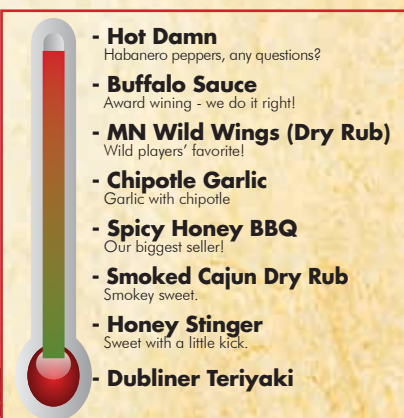 - Hot Damn
Habanero peppers, any questions?
- Buffalo Sauce
Award wining - we do it right!
- MN Wild Wings (Dry Rub)
Wild players' favorite!
- Chipotle Garlic
Garlic with chipotle
- Spicy Honey BBQ
Our biggest seller!
- Smoked Cajun Dry Rub
Smokey sweet.
- Honey Stinger
Sweet with a little kick.
- Dubliner Teriyaki